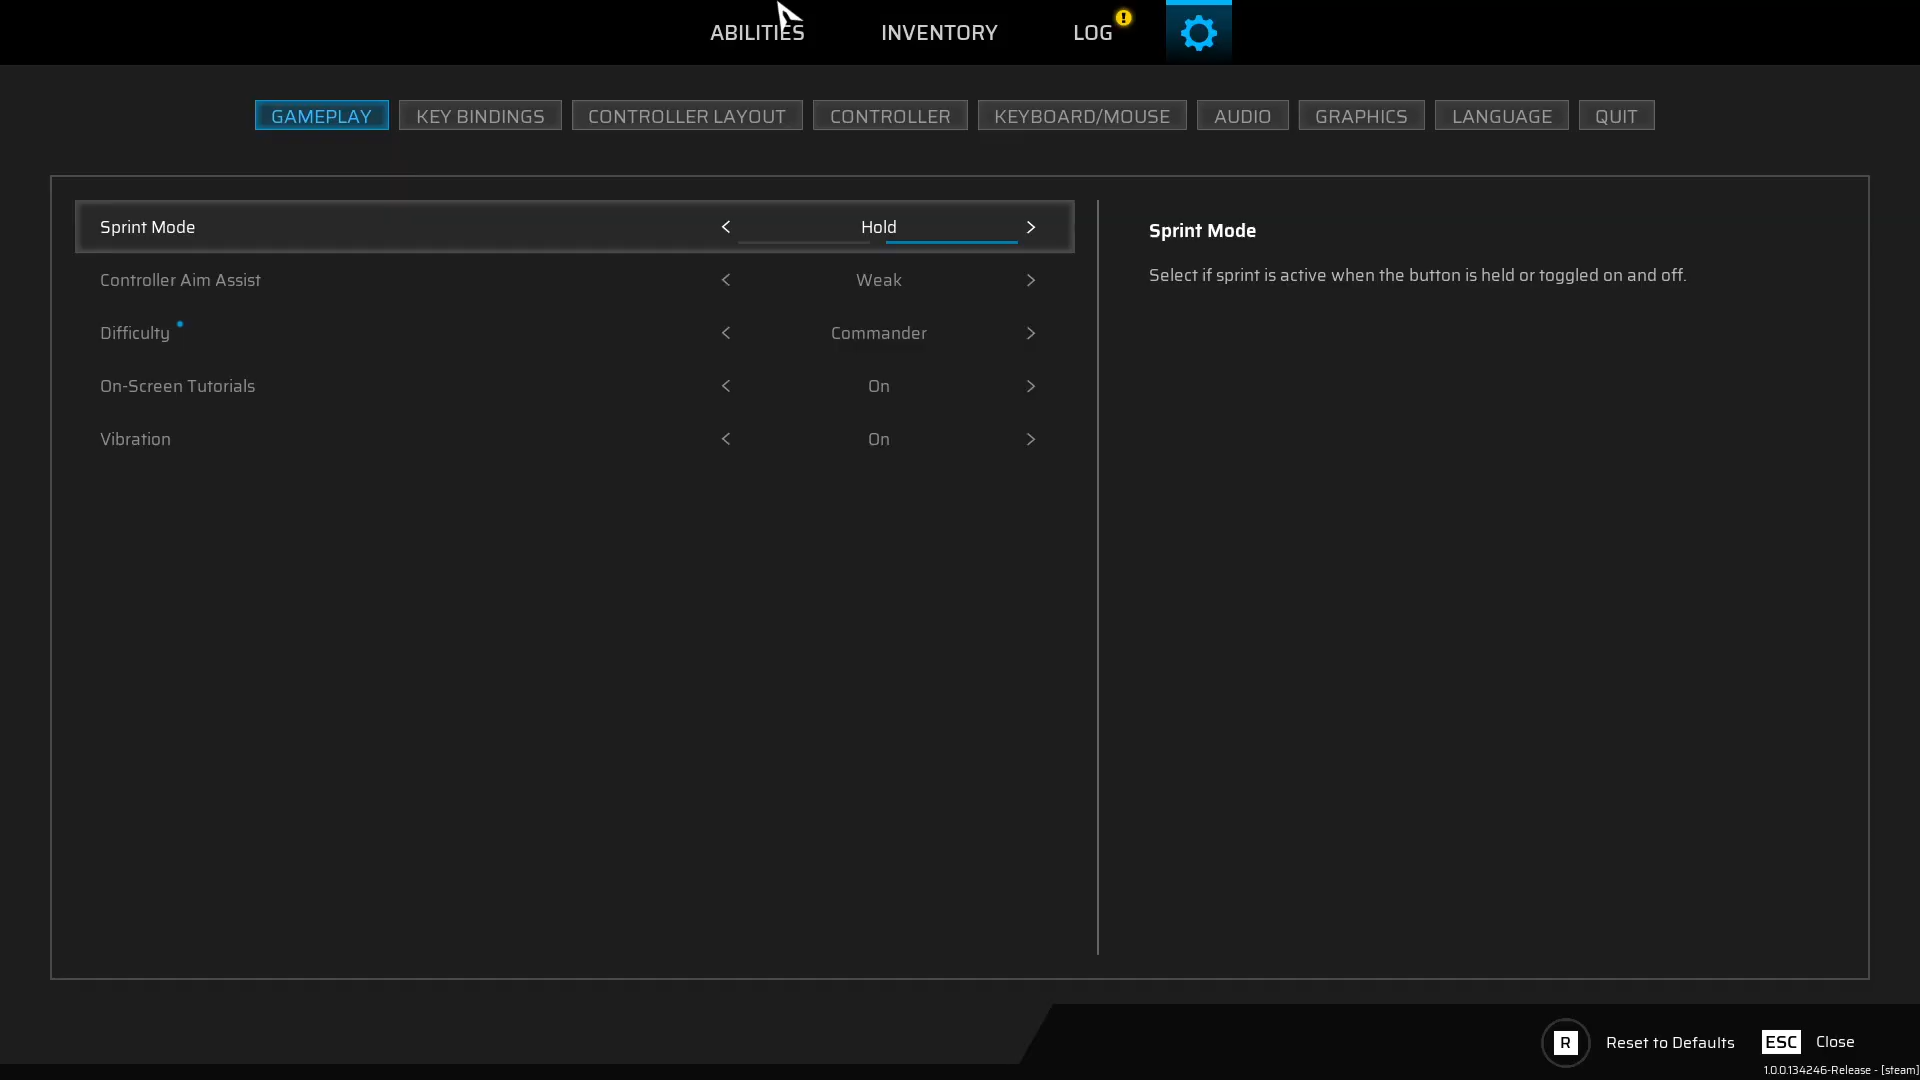 ABILITIES INVENTORY LOG !
GAMEPLAY KEY BINDINGS CONTROLLER LAYOUT CONTROLLER KEYBOARD/MOUSE AUDIO GRAPHICS LANGUAGE QUIT
Sprint Mode < Hold >
Controller Aim Assist < Weak >
Difficulty < Commander >
On-Screen Tutorials < On >
Vibration < On >
Sprint Mode
Select if sprint is active when the button is held or toggled on and off.
R Reset to Defaults ESC Close
1.0.0.134246-Release - [steam]